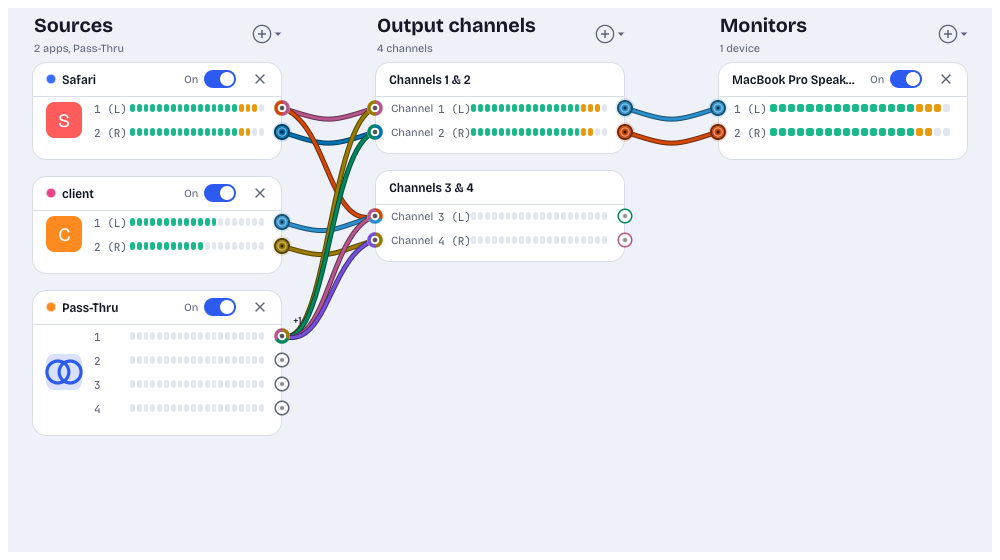 Sources
2 apps, Pass-Thru
Safari
On
S
1 (L)
2 (R)
client
On
C
1 (L)
2 (R)
Pass-Thru
On
1
2
3
4
+1
Output channels
4 channels
Channels 1 & 2
Channel 1 (L)
Channel 2 (R)
Channels 3 & 4
Channel 3 (L)
Channel 4 (R)
Monitors
1 device
MacBook Pro Speak...
On
1 (L)
2 (R)